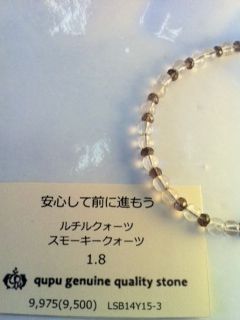 安心して前に進もう
ルチルクォーツ
スモーキークォーツ
1.8
qupu genuine quality stone
9,975(9,500) LSB14Y15-3